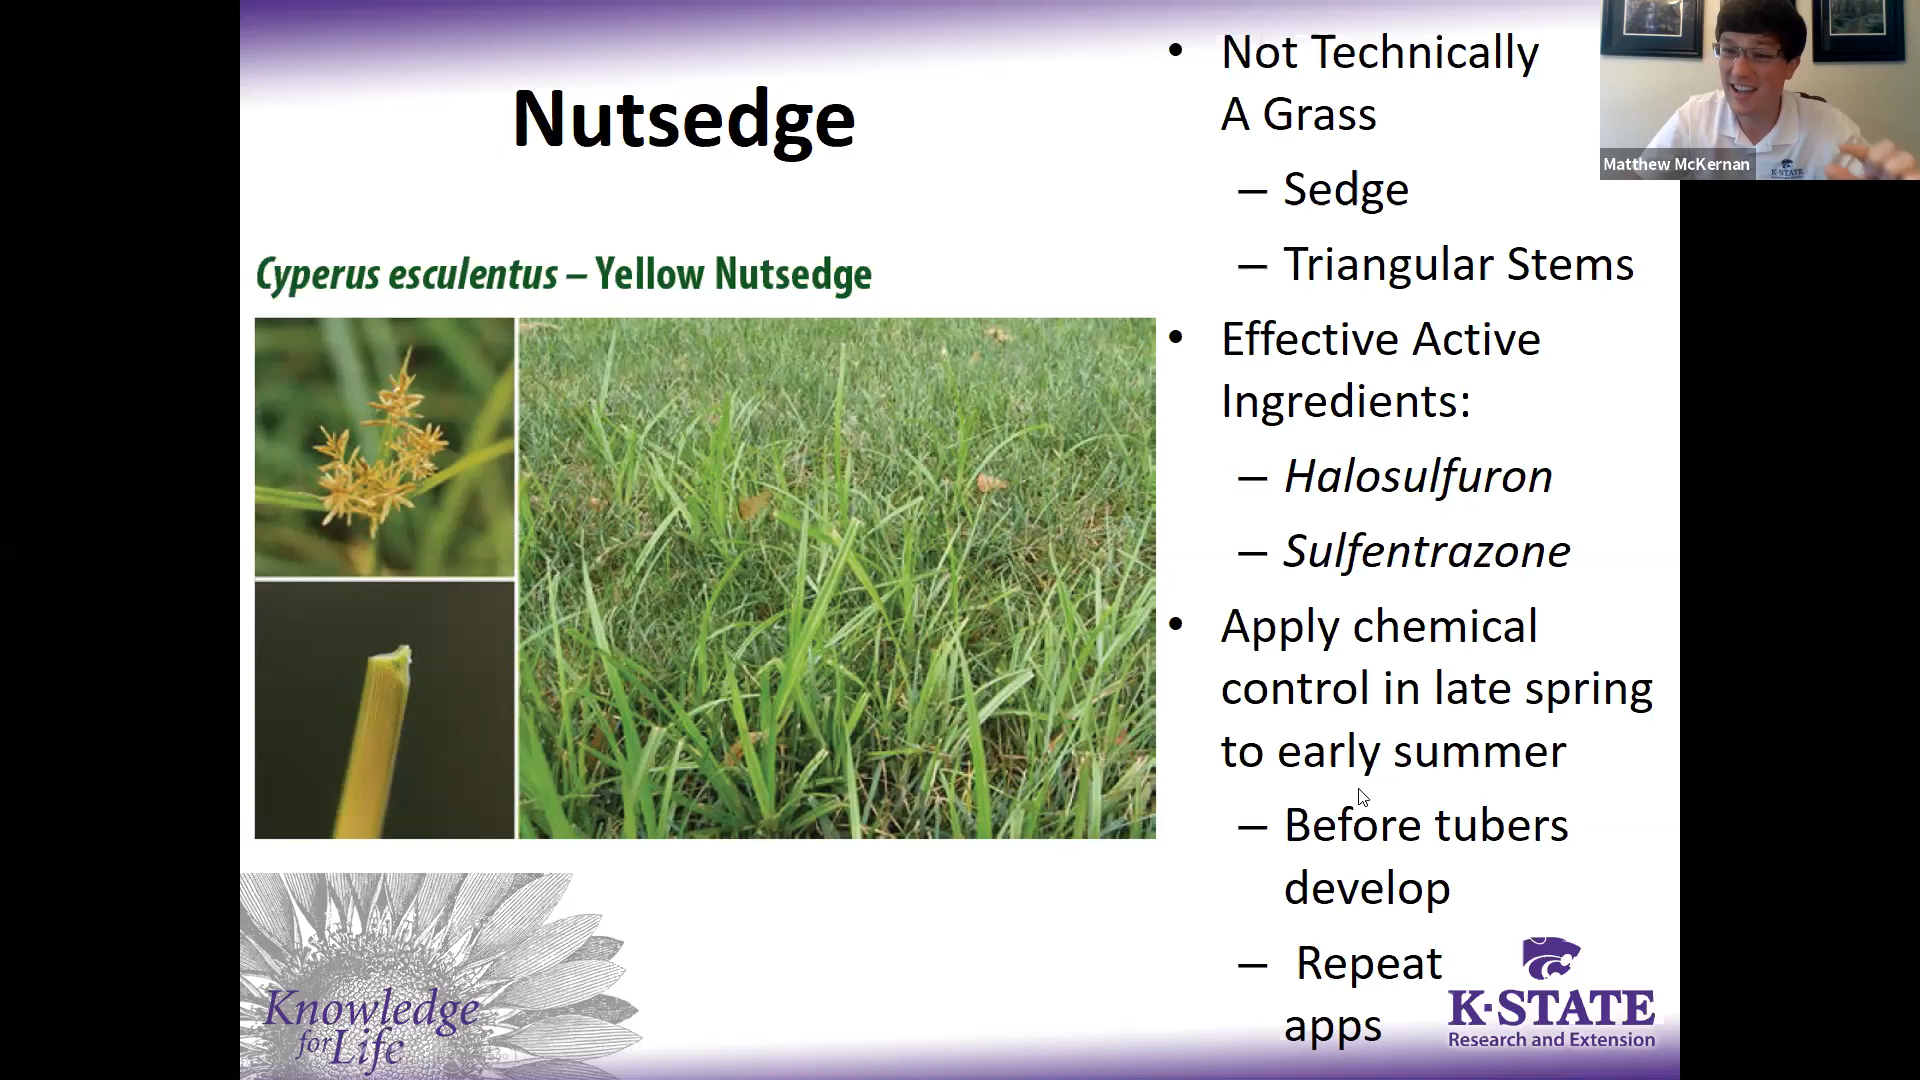 Nutsedge
Cyperus esculentus – Yellow Nutsedge
• Not Technically
A Grass
– Sedge
– Triangular Stems
• Effective Active
Ingredients:
– Halosulfuron
– Sulfentrazone
• Apply chemical
control in late spring
to early summer
– Before tubers
develop
– Repeat
apps
Matthew McKernan
K-STATE
Knowledge
for Life
K·STATE
Research and Extension